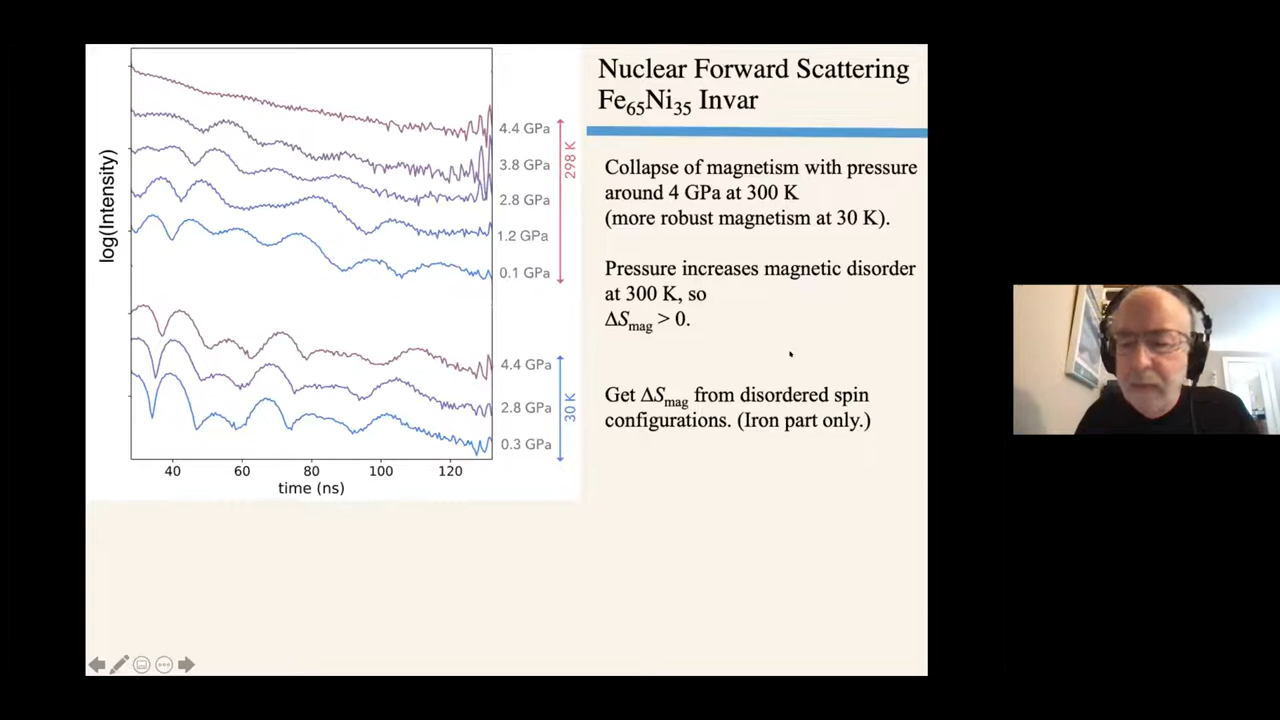 Nuclear Forward Scattering
Fe₆₅Ni₃₅ Invar
Collapse of magnetism with pressure
around 4 GPa at 300 K
(more robust magnetism at 30 K).
Pressure increases magnetic disorder
at 300 K, so
ΔSmag > 0.
Get ΔSmag from disordered spin
configurations. (Iron part only.)
log(Intensity)
4.4 GPa
3.8 GPa
2.8 GPa
1.2 GPa
0.1 GPa
298 K
4.4 GPa
2.8 GPa
0.3 GPa
30 K
40 60 80 100 120
time (ns)